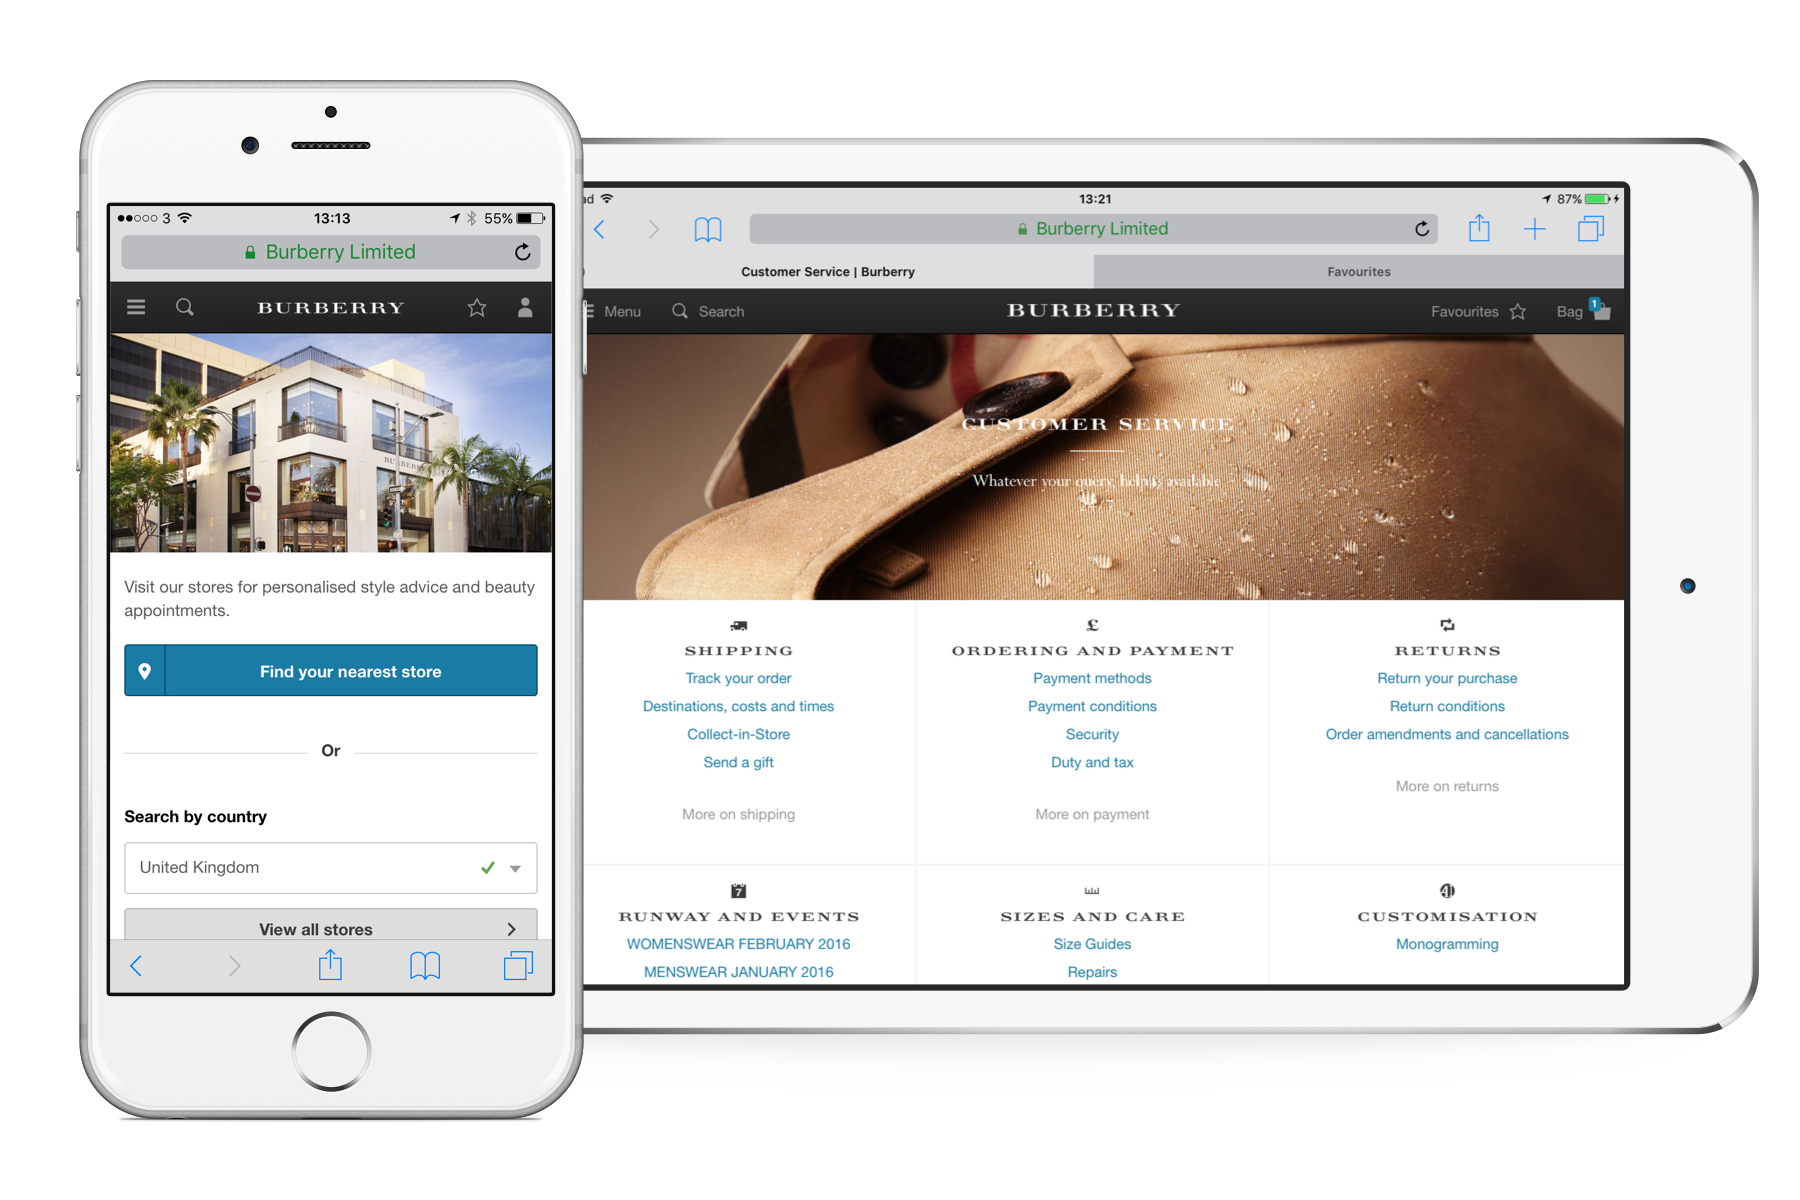 3
13:13
55%
Burberry Limited
BURBERRY
BURBERRY
Visit our stores for personalised style advice and beauty
appointments.
Find your nearest store
Or
Search by country
United Kingdom
View all stores
ad
13:21
87%
Burberry Limited
Customer Service | Burberry
Favourites
Menu
Search
BURBERRY
Favourites
Bag
1
CUSTOMER SERVICE
Whatever your query, help is available
SHIPPING
Track your order
Destinations, costs and times
Collect-in-Store
Send a gift
More on shipping
£
ORDERING AND PAYMENT
Payment methods
Payment conditions
Security
Duty and tax
More on payment
RETURNS
Return your purchase
Return conditions
Order amendments and cancellations
More on returns
7
RUNWAY AND EVENTS
WOMENSWEAR FEBRUARY 2016
MENSWEAR JANUARY 2016
SIZES AND CARE
Size Guides
Repairs
CUSTOMISATION
Monogramming